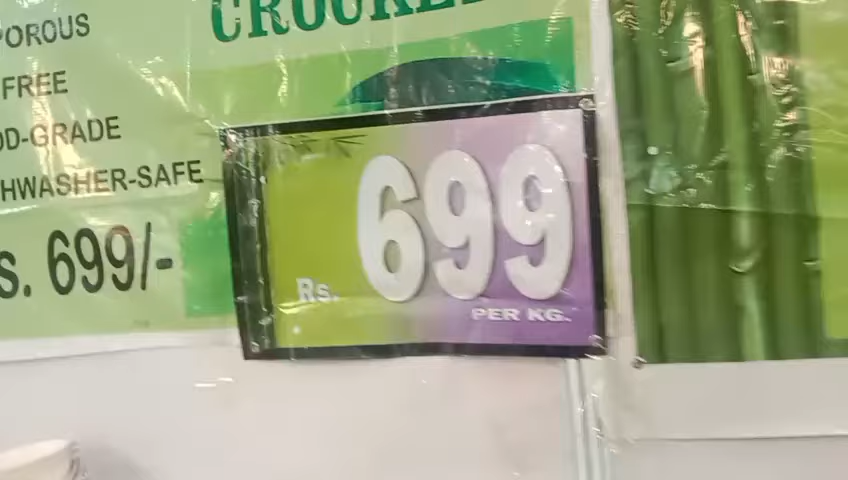 POROUS
FREE
OD-GRADE
HWASHER-SAFE
s. 699/-
Rs. 699
PER KG.